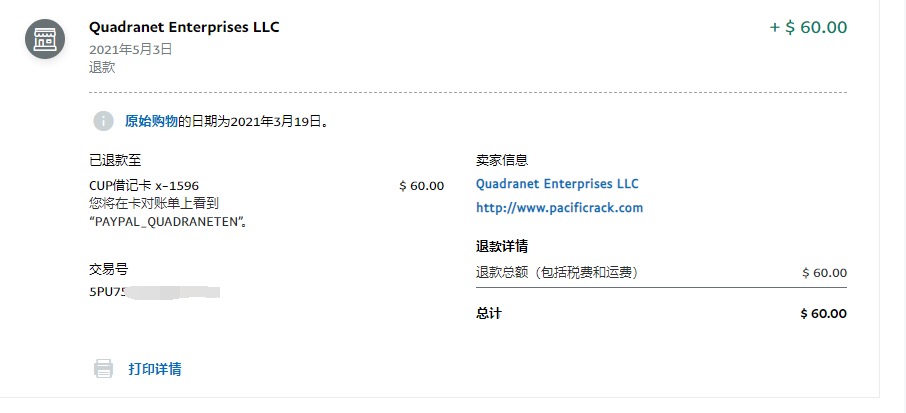 Quadranet Enterprises LLC
+ $ 60.00
2021年5月3日
退款
原始购物的日期为2021年3月19日。
已退款至
CUP借记卡 x-1596
$ 60.00
您将在卡对账单上看到
“PAYPAL_QUADRANETEN”。
交易号
5PU75
卖家信息
Quadranet Enterprises LLC
http://www.pacificrack.com
退款详情
退款总额（包括税费和运费）
$ 60.00
总计
$ 60.00
打印详情